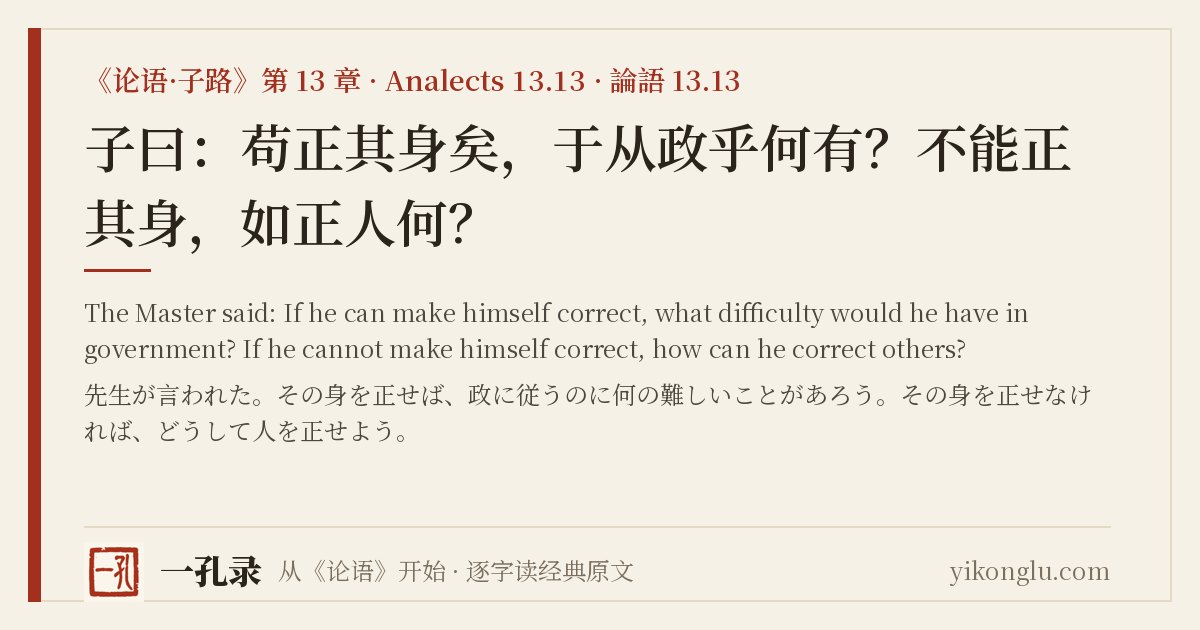 《论语·子路》第 13 章 · Analects 13.13 · 論語 13.13
子曰：苟正其身矣，于从政乎何有？不能正
其身，如正人何？
The Master said: If he can make himself correct, what difficulty would he have in
government? If he cannot make himself correct, how can he correct others?
先生が言われた。その身を正せば、政に従うのに何の難しいことがあろう。その身を正せなけ
れば、どうして人を正せよう。
一孔
一孔录
从《论语》开始 · 逐字读经典原文
yikonglu.com